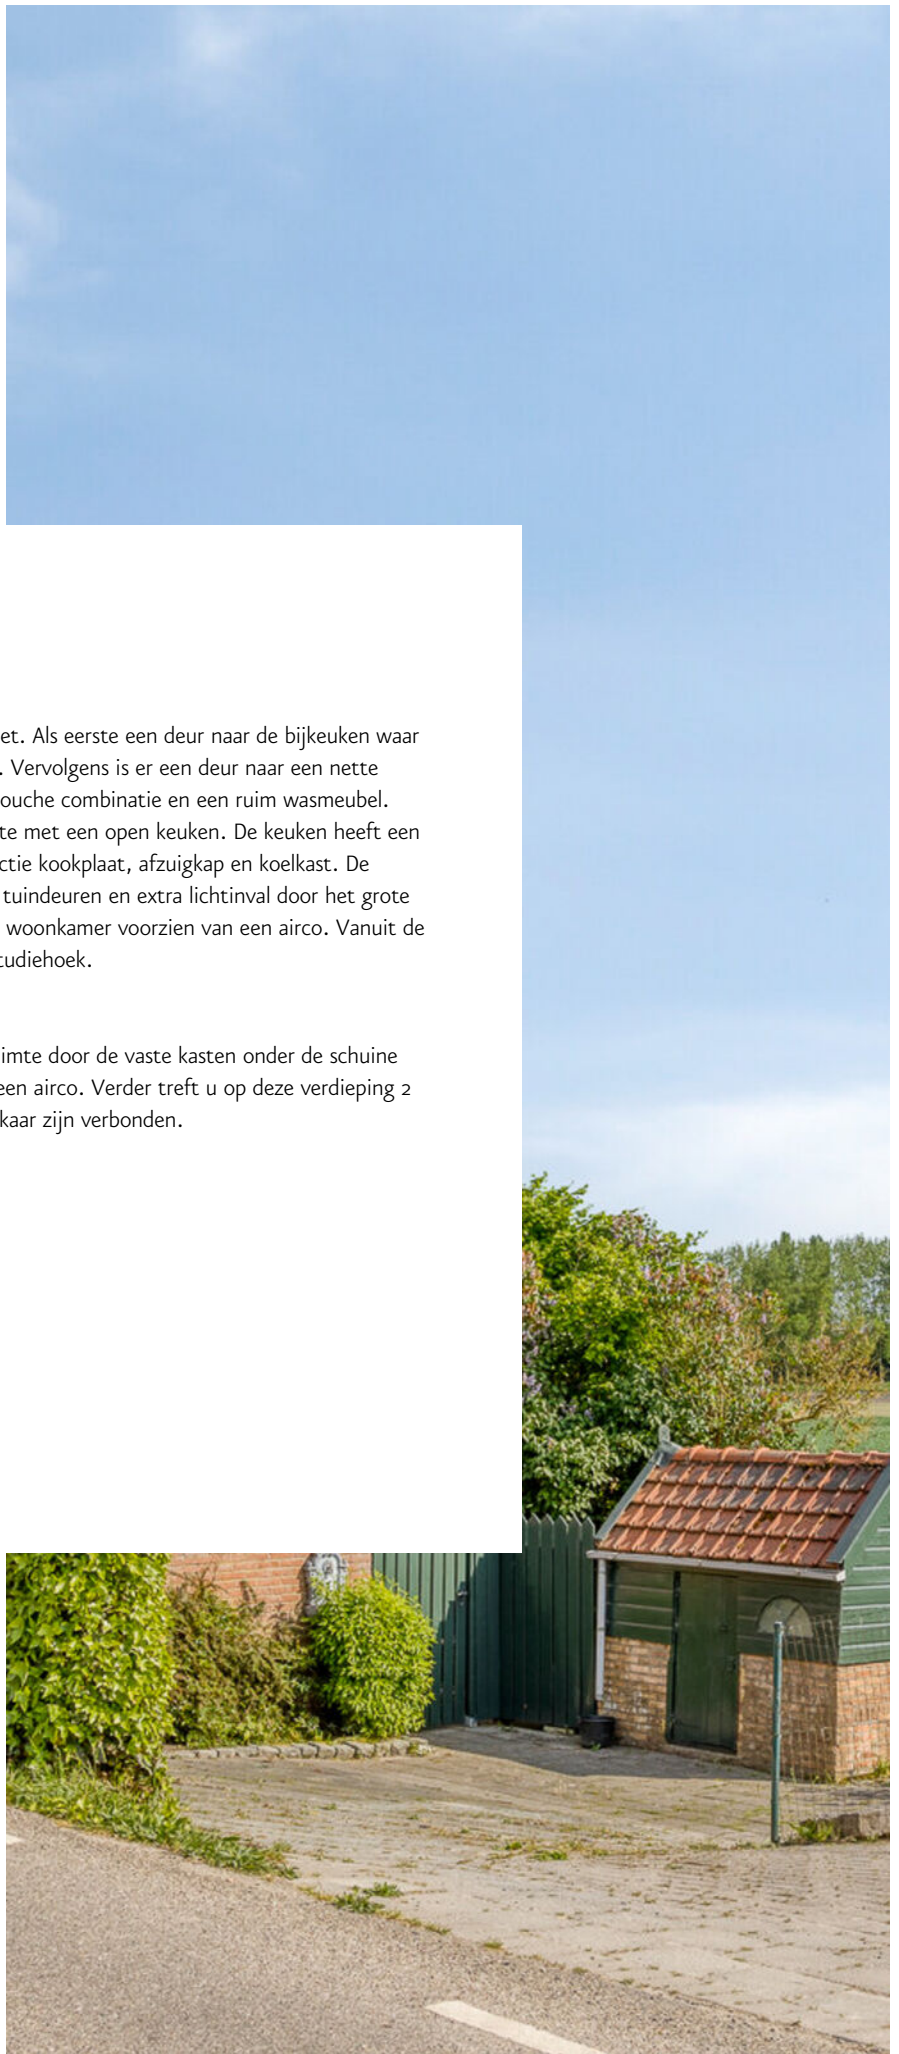 et. Als eerste een deur naar de bijkeuken waar
. Vervolgens is er een deur naar een nette
ouche combinatie en een ruim wasmeubel.
te met een open keuken. De keuken heeft een
ctie kookplaat, afzuigkap en koelkast. De
tuindeuren en extra lichtinval door het grote
woonkamer voorzien van een airco. Vanuit de
tudiehoek.
imte door de vaste kasten onder de schuine
een airco. Verder treft u op deze verdieping 2
kaar zijn verbonden.